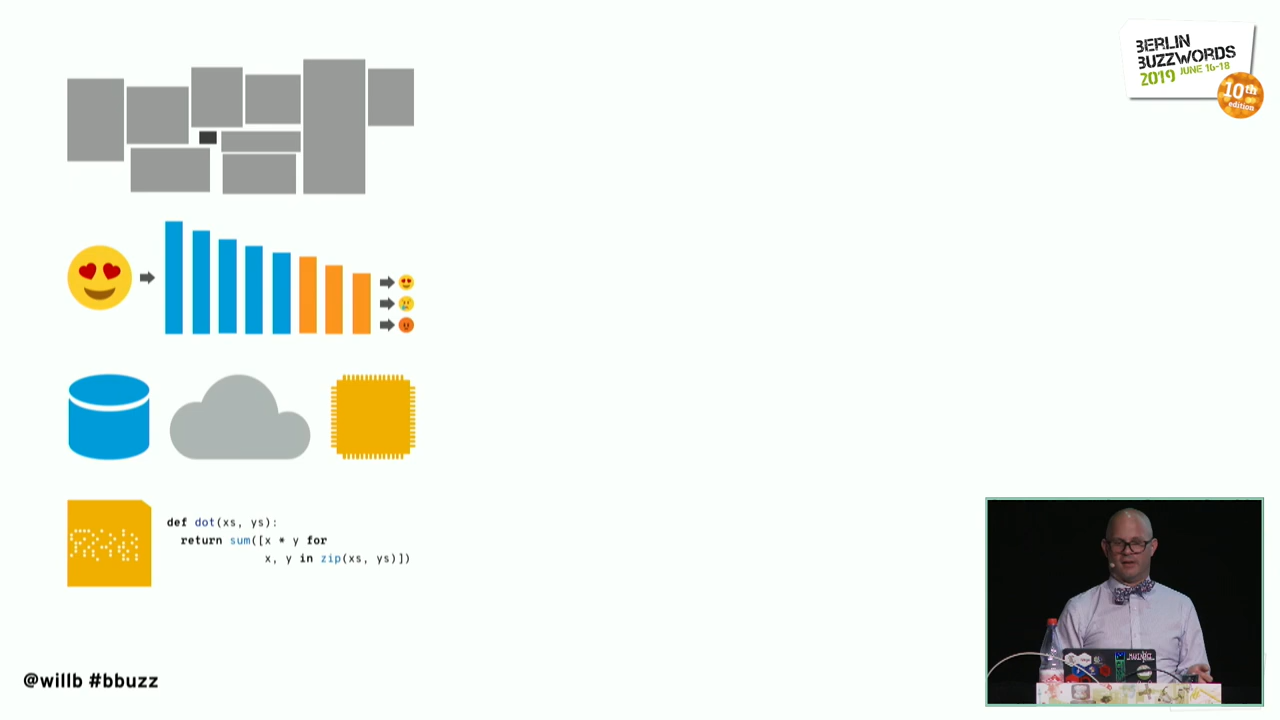 BERLIN
BUZZWORDS
2019 JUNE 16-18
10th
edition
def dot(xs, ys):
return sum([x * y for
x, y in zip(xs, ys)])
@willb #bbuzz